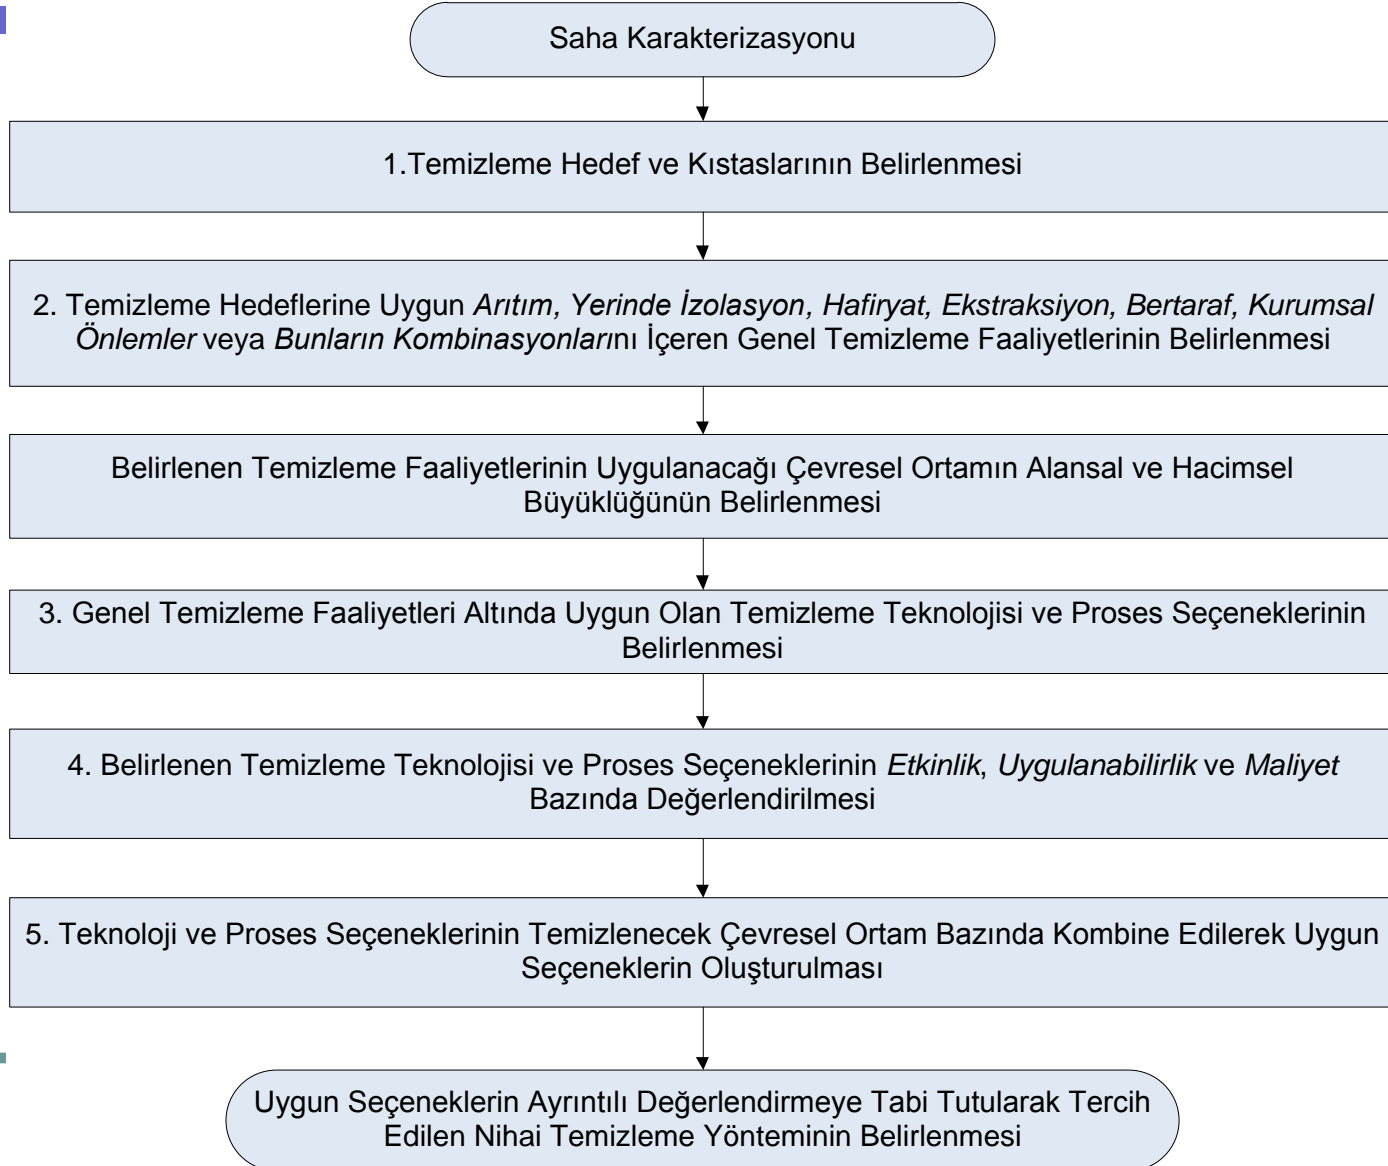 Saha Karakterizasyonu
1.Temizleme Hedef ve Kıstaslarının Belirlenmesi
2. Temizleme Hedeflerine Uygun Arıtım, Yerinde İzolasyon, Hafiryat, Ekstraksiyon, Bertaraf, Kurumsal
Önlemler veya Bunların Kombinasyonlarını İçeren Genel Temizleme Faaliyetlerinin Belirlenmesi
Belirlenen Temizleme Faaliyetlerinin Uygulanacağı Çevresel Ortamın Alansal ve Hacimsel
Büyüklüğünün Belirlenmesi
3. Genel Temizleme Faaliyetleri Altında Uygun Olan Temizleme Teknolojisi ve Proses Seçeneklerinin
Belirlenmesi
4. Belirlenen Temizleme Teknolojisi ve Proses Seçeneklerinin Etkinlik, Uygulanabilirlik ve Maliyet
Bazında Değerlendirilmesi
5. Teknoloji ve Proses Seçeneklerinin Temizlenecek Çevresel Ortam Bazında Kombine Edilerek Uygun
Seçeneklerin Oluşturulması
Uygun Seçeneklerin Ayrıntılı Değerlendirmeye Tabi Tutularak Tercih
Edilen Nihai Temizleme Yönteminin Belirlenmesi